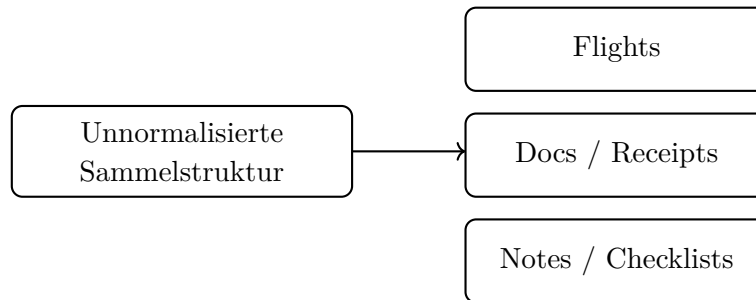 Unnormalisierte
Sammelstruktur
Flights
Docs / Receipts
Notes / Checklists